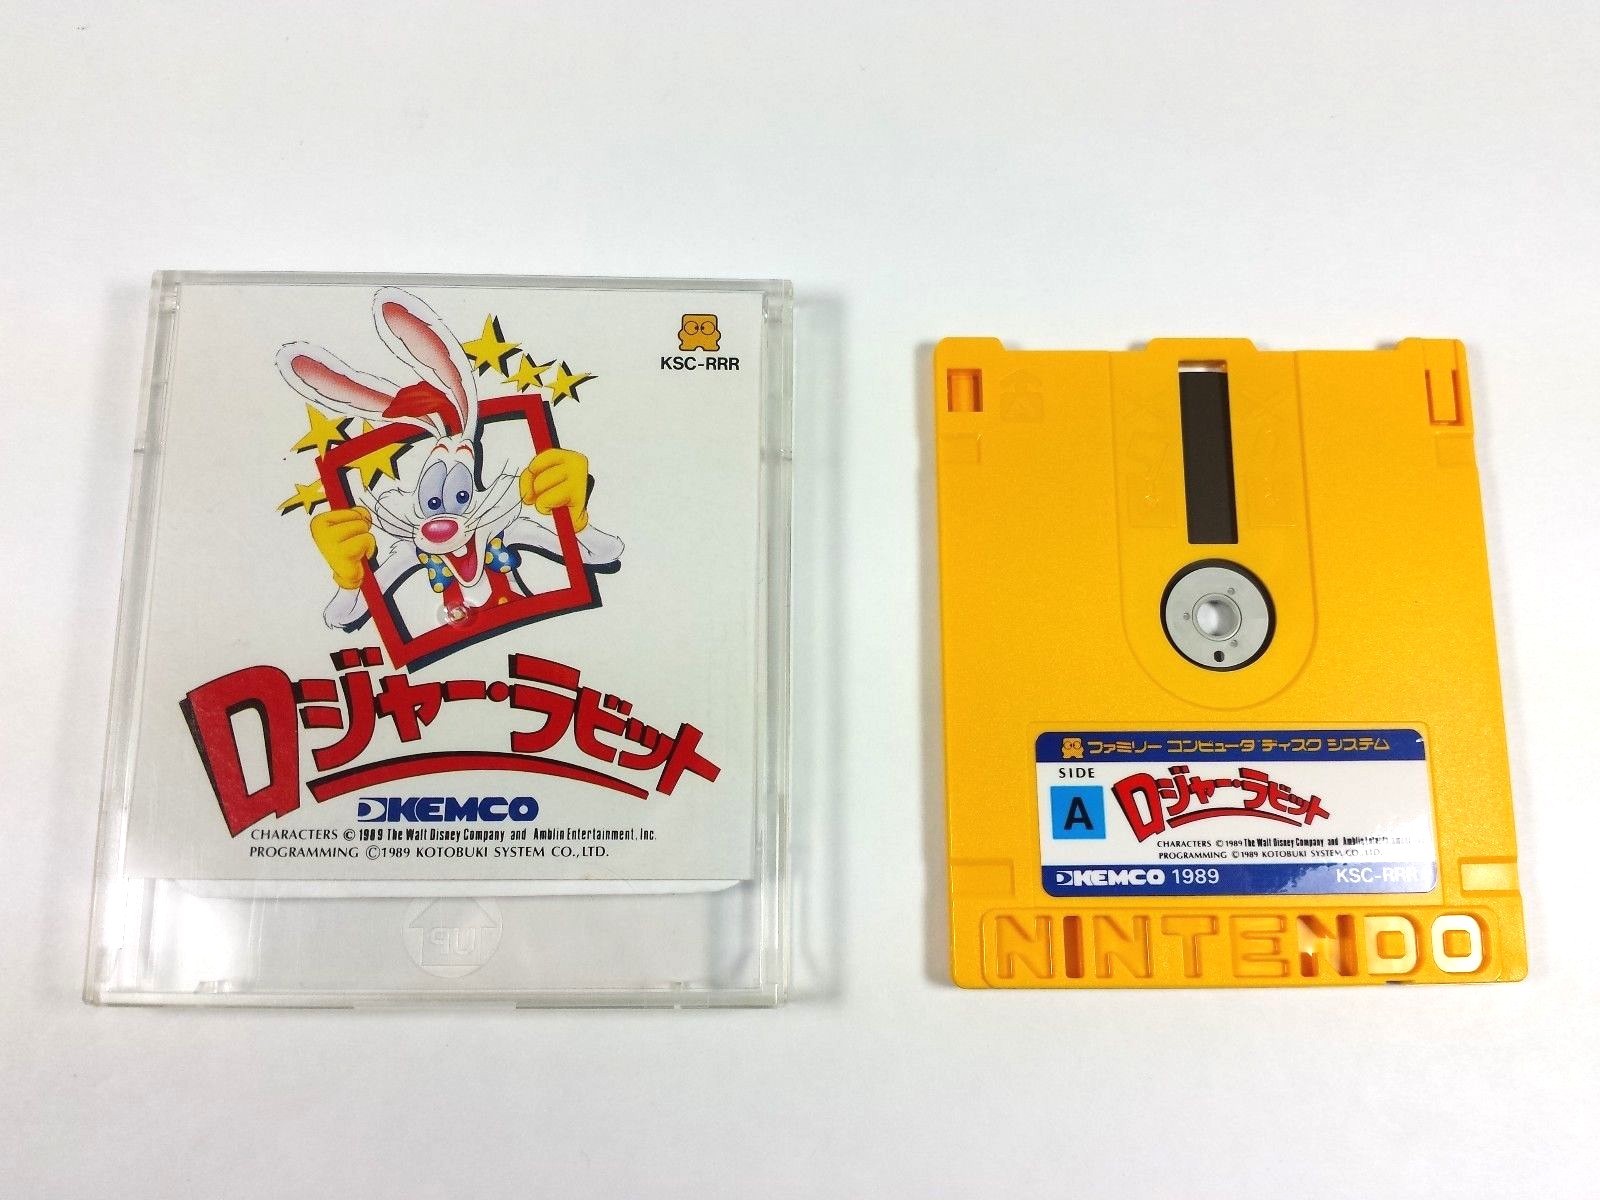 KSC-RRR
ロジャー・ラビット
KEMCO
CHARACTERS ©1989 The Walt Disney Company and Amblin Entertainment, Inc.
PROGRAMMING ©1989 KOTOBUKI SYSTEM CO., LTD.
UP
ファミリー コンピュータ ディスク システム
SIDE
A
ロジャー・ラビット
CHARACTERS ©1989 The Walt Disney Company and Amblin
PROGRAMMING ©1989 KOTOBUKI SYSTEM CO., LTD.
KEMCO 1989 KSC-RRR
NINTENDO